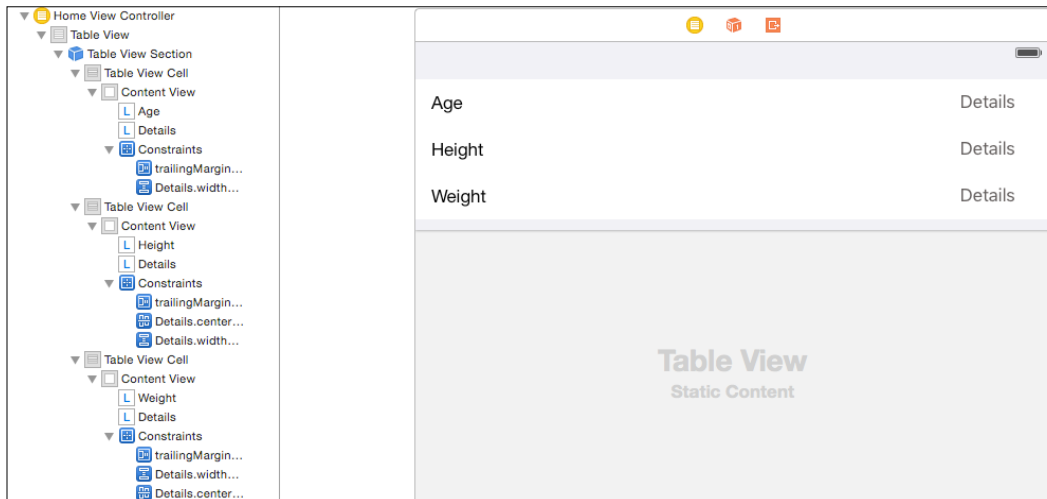 Home View Controller
Table View
Table View Section
Table View Cell
Content View
L Age
L Details
Constraints
trailingMargin...
Details.width...
Table View Cell
Content View
L Height
L Details
Constraints
trailingMargin...
Details.center...
Details.width...
Table View Cell
Content View
L Weight
L Details
Constraints
trailingMargin...
Details.width...
Details.center...
Age Details
Height Details
Weight Details
Table View
Static Content